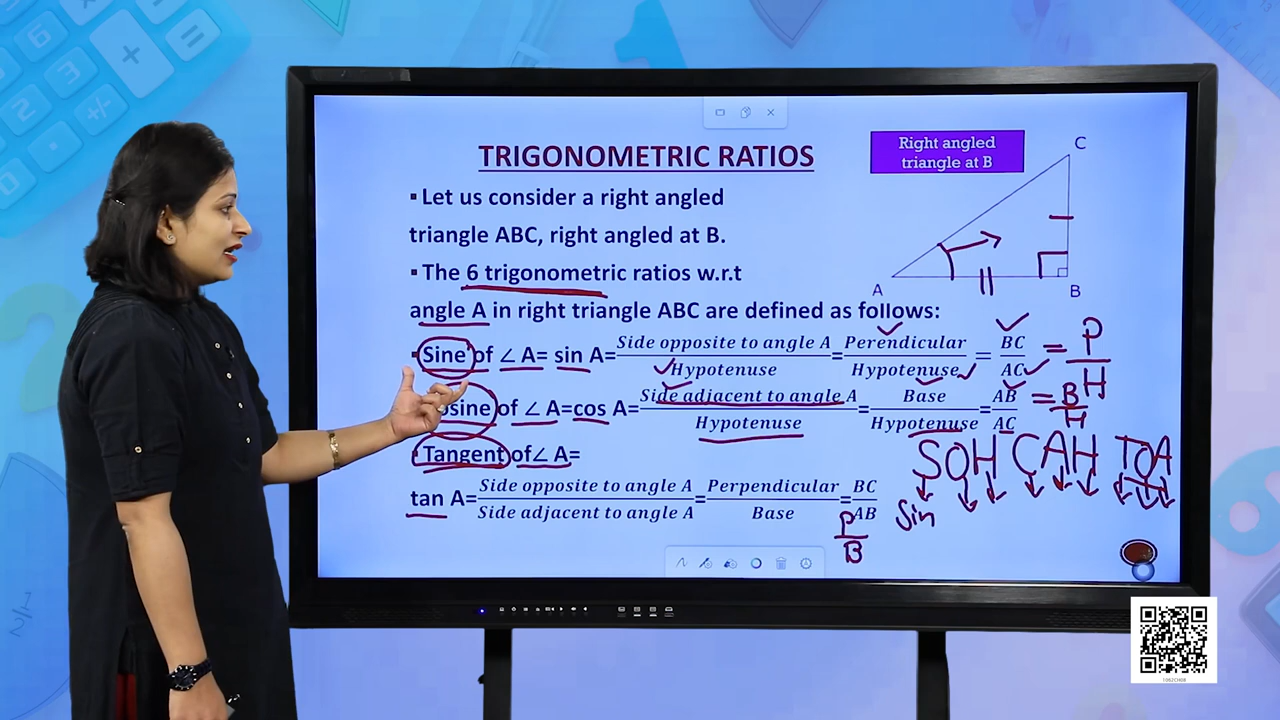 TRIGONOMETRIC RATIOS
Right angled
triangle at B
C
A
B
▪ Let us consider a right angled
triangle ABC, right angled at B.
▪ The 6 trigonometric ratios w.r.t
angle A in right triangle ABC are defined as follows:
▪ Sine of ∠ A= sin A= Side opposite to angle A / Hypotenuse = Perendicular / Hypotenuse = BC / AC = P / H
osine of ∠ A=cos A= Side adjacent to angle A / Hypotenuse = Base / Hypotenuse = AB / AC = B / H
▪ Tangent of∠ A=
tan A= Side opposite to angle A / Side adjacent to angle A = Perpendicular / Base = BC / AB
P / B
SOH CAH TOA
Sin
1062CH08